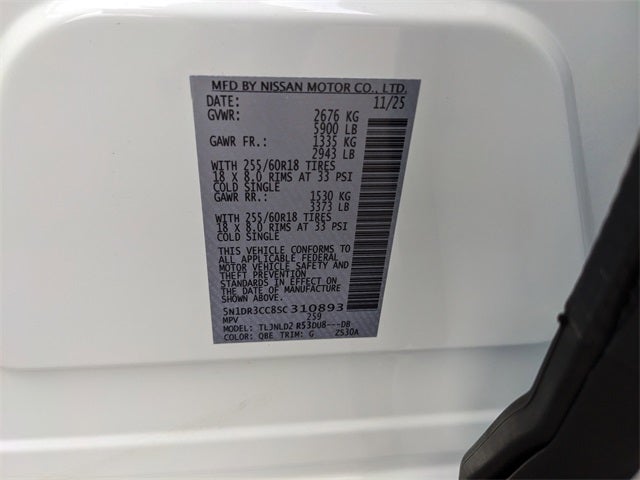 MFD BY NISSAN MOTOR CO., LTD.
DATE: 11/25
GVWR: 2676 KG
5900 LB
GAWR FR.: 1335 KG
2943 LB
WITH 255/60R18 TIRES
18 X 8.0 RIMS AT 33 PSI
COLD SINGLE
GAWR RR.: 1530 KG
3373 LB
WITH 255/60R18 TIRES
18 X 8.0 RIMS AT 33 PSI
COLD SINGLE
THIS VEHICLE CONFORMS TO
ALL APPLICABLE FEDERAL
MOTOR VEHICLE SAFETY AND
THEFT PREVENTION
STANDARDS IN EFFECT ON
THE DATE OF MANUFACTURE
SHOWN ABOVE.
5N1DR3CC8SC310893
MPV 259
MODEL: TLJNLD2 R53DU8---DB
COLOR: QBE TRIM: G ZS30A